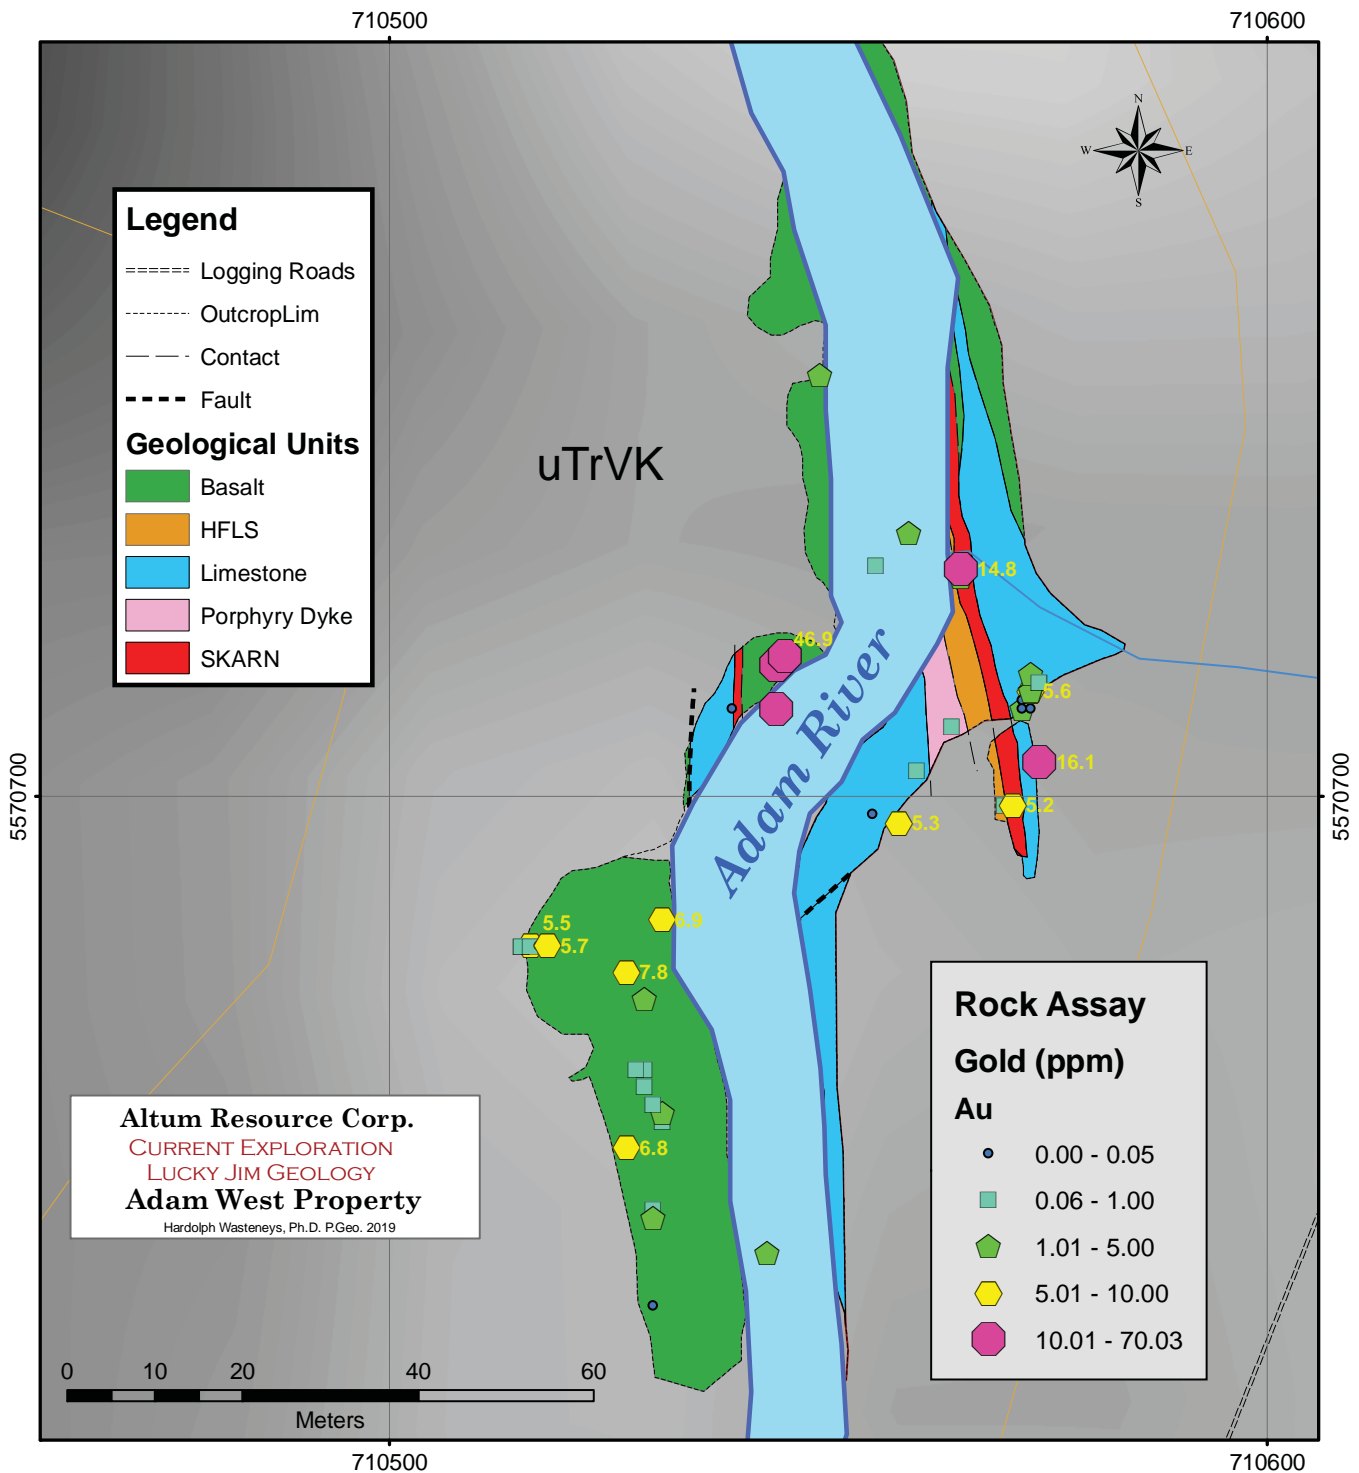 710500
710600
N
W
E
S
Legend
Logging Roads
OutcropLim
Contact
Fault
Geological Units
Basalt
HFLS
Limestone
Porphyry Dyke
SKARN
uTrVK
14.8
46.9
5.6
Adam River
16.1
5570700
5570700
5.2
5.3
6.9
5.5
5.7
7.8
6.8
Rock Assay
Gold (ppm)
Au
0.00 - 0.05
0.06 - 1.00
1.01 - 5.00
5.01 - 10.00
10.01 - 70.03
Altum Resource Corp.
CURRENT EXPLORATION
LUCKY JIM GEOLOGY
Adam West Property
Hardolph Wasteneys, Ph.D. P.Geo. 2019
0 10 20 40 60
Meters
710500
710600